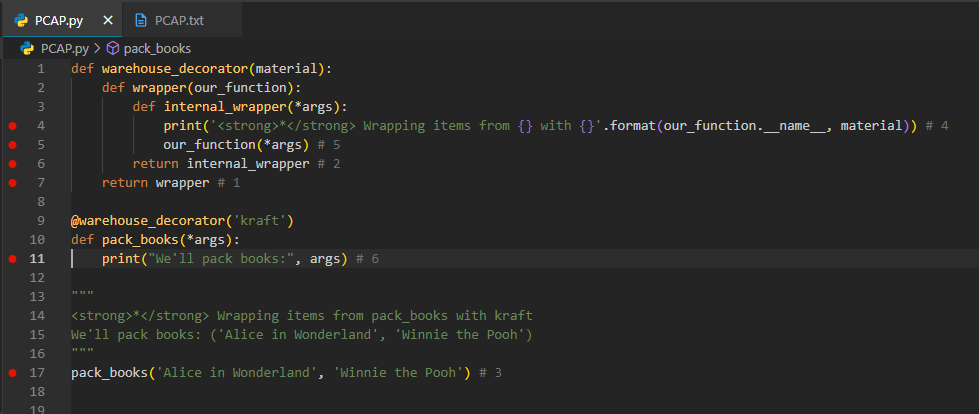 PCAP.py × PCAP.txt
PCAP.py > pack_books
1 def warehouse_decorator(material):
2     def wrapper(our_function):
3         def internal_wrapper(*args):
4             print('<strong>*</strong> Wrapping items from {} with {}'.format(our_function.__name__, material)) # 4
5             our_function(*args) # 5
6         return internal_wrapper # 2
7     return wrapper # 1
8
9 @warehouse_decorator('kraft')
10 def pack_books(*args):
11     print("We'll pack books:", args) # 6
12
13 """
14 <strong>*</strong> Wrapping items from pack_books with kraft
15 We'll pack books: ('Alice in Wonderland', 'Winnie the Pooh')
16 """
17 pack_books('Alice in Wonderland', 'Winnie the Pooh') # 3
18
19